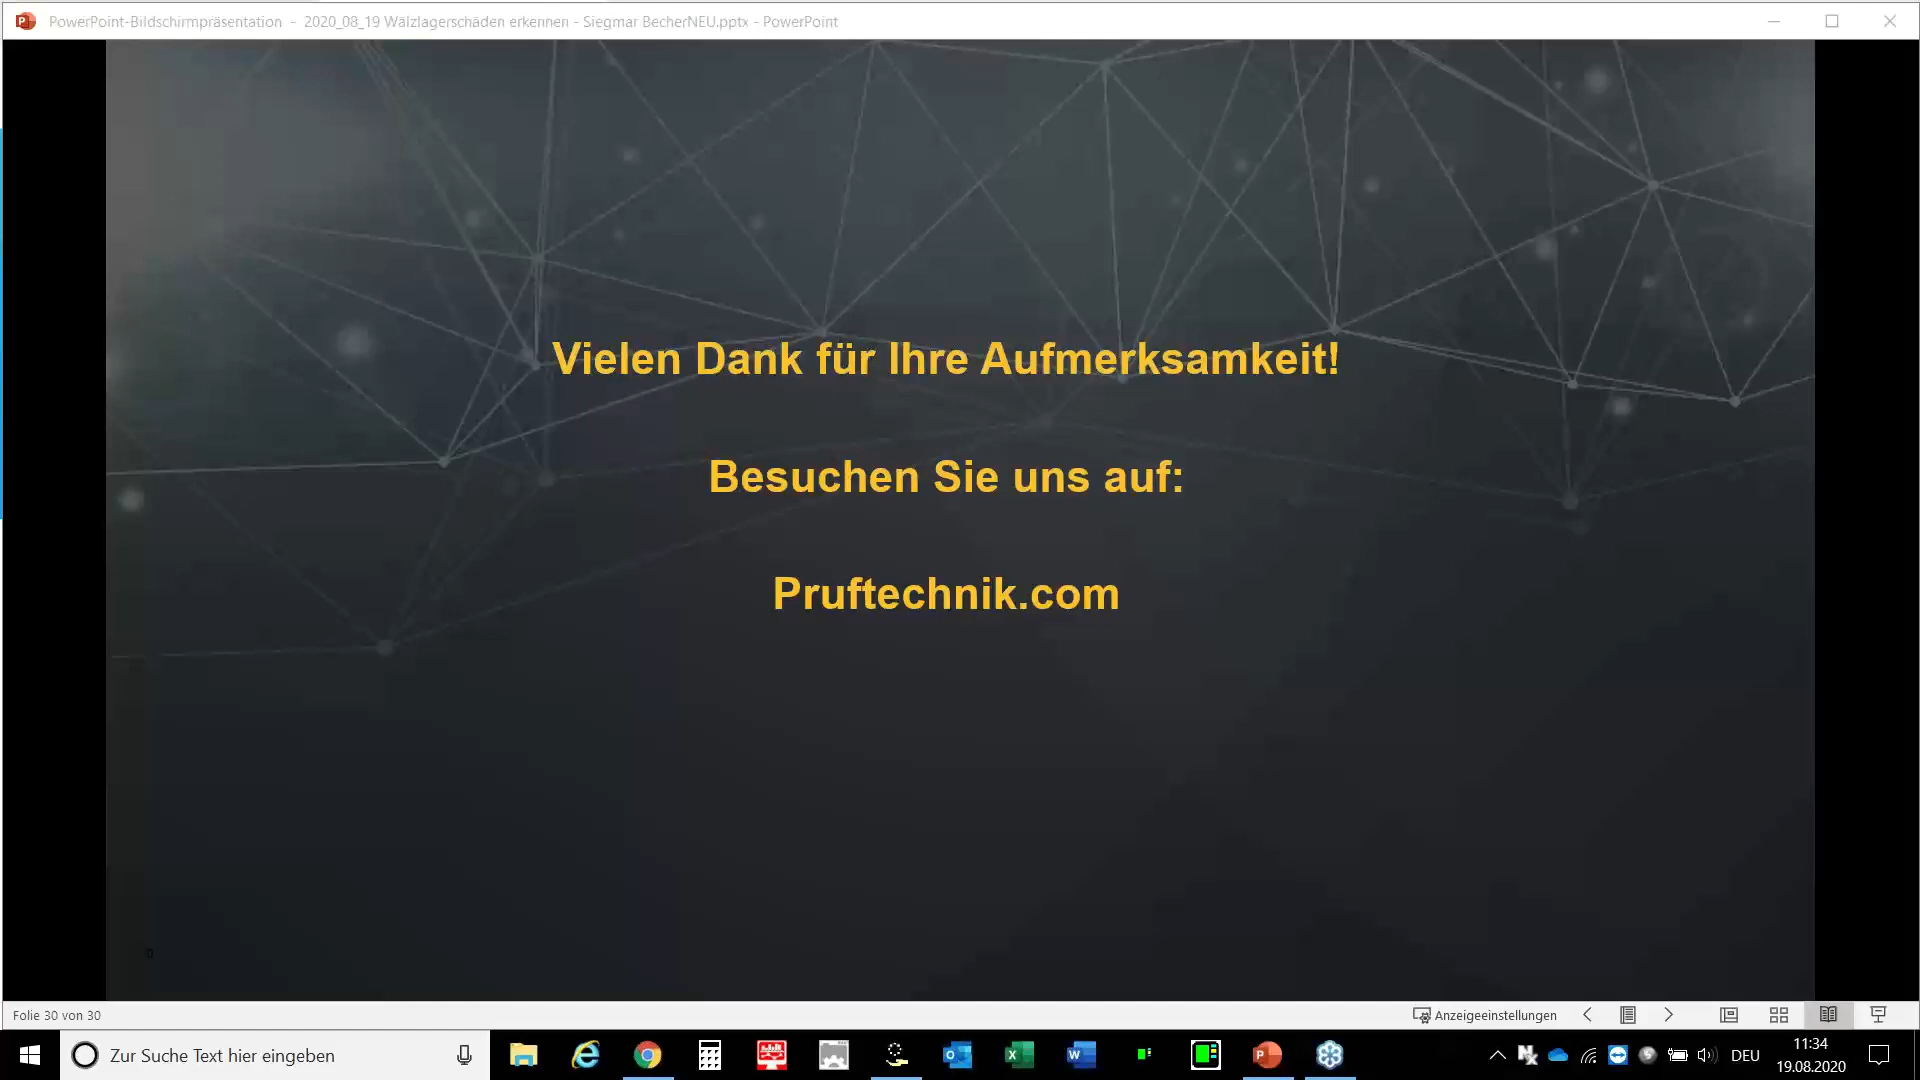 PowerPoint-Bildschirmpräsentation - 2020_08_19 Wälzlagerschäden erkennen - Siegmar BecherNEU.pptx - PowerPoint
Vielen Dank für Ihre Aufmerksamkeit!
Besuchen Sie uns auf:
Pruftechnik.com
Folie 30 von 30
Anzeigeeinstellungen
Zur Suche Text hier eingeben
DEU
11:34
19.08.2020